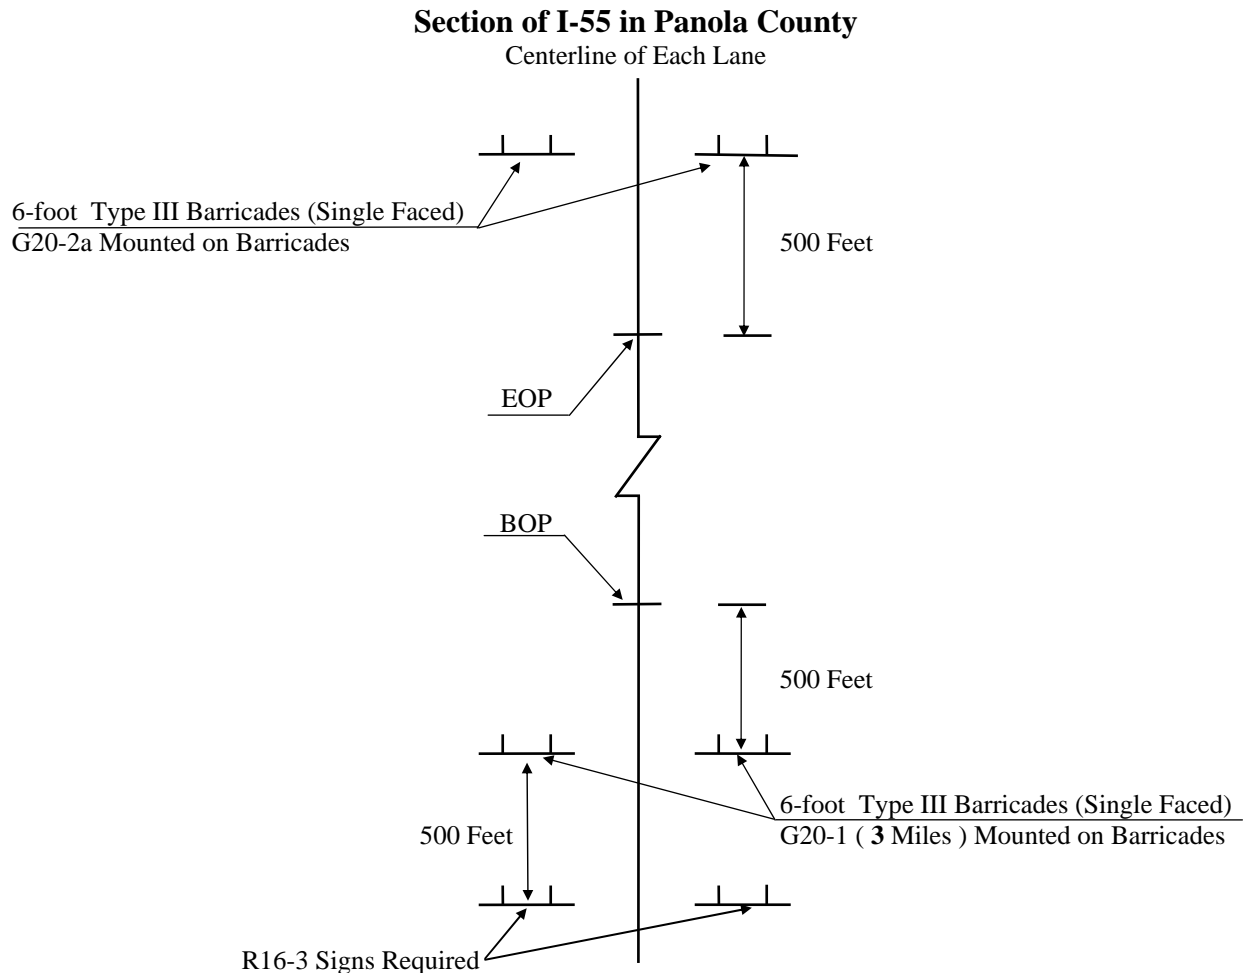 Section of I-55 in Panola County
Centerline of Each Lane
6-foot Type III Barricades (Single Faced)
G20-2a Mounted on Barricades
500 Feet
EOP
BOP
500 Feet
6-foot Type III Barricades (Single Faced)
G20-1 ( 3 Miles ) Mounted on Barricades
500 Feet
R16-3 Signs Required